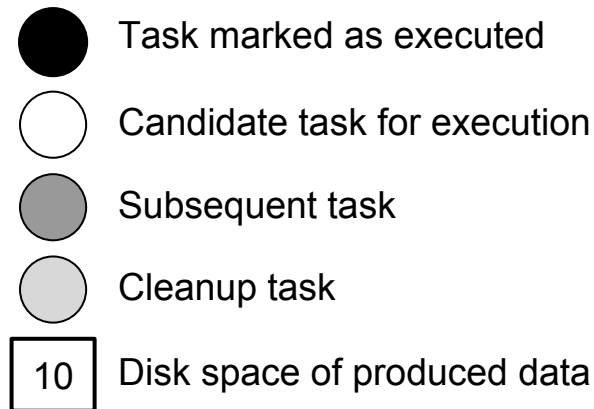 Task marked as executed
Candidate task for execution
Subsequent task
Cleanup task
10 Disk space of produced data